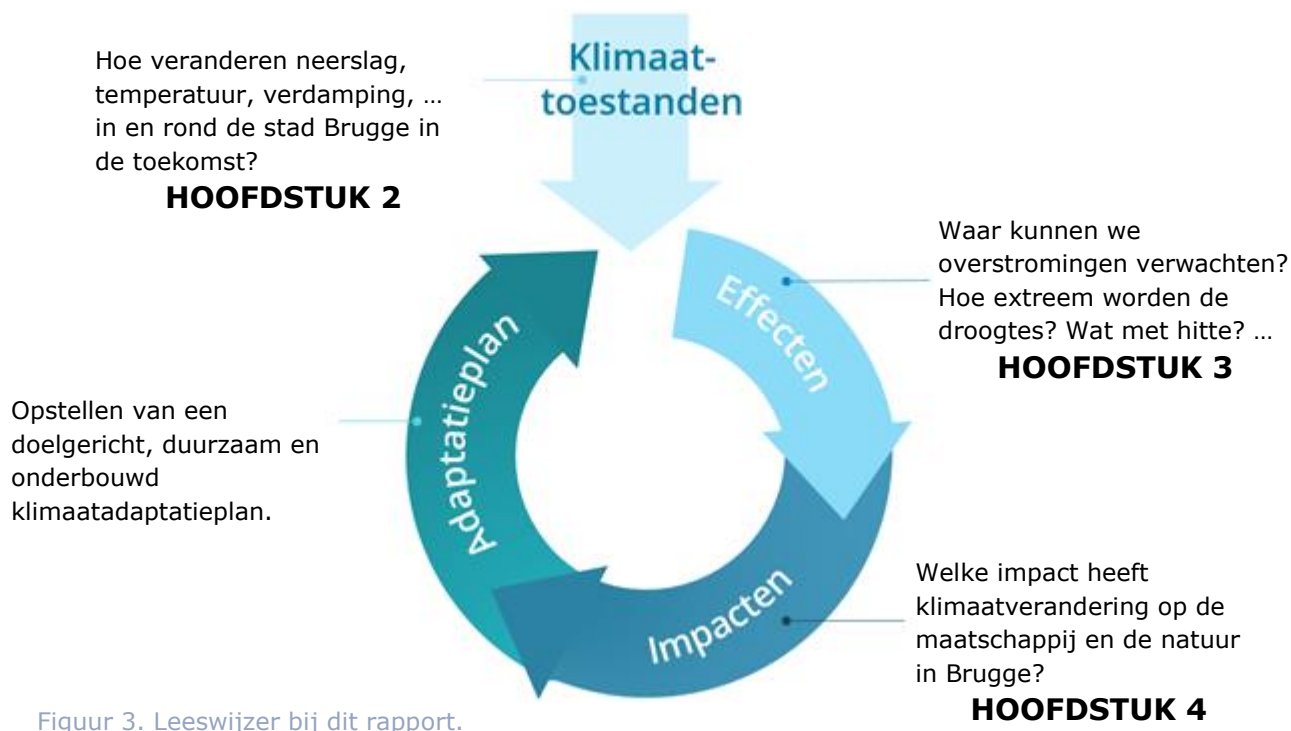 Klimaat-
toestanden
Hoe veranderen neerslag,
temperatuur, verdamping, …
in en rond de stad Brugge in
de toekomst?
HOOFDSTUK 2
Effecten
Waar kunnen we
overstromingen verwachten?
Hoe extreem worden de
droogtes? Wat met hitte? …
HOOFDSTUK 3
Impacten
Welke impact heeft
klimaatverandering op de
maatschappij en de natuur
in Brugge?
HOOFDSTUK 4
Adaptatieplan
Opstellen van een
doelgericht, duurzaam en
onderbouwd
klimaatadaptatieplan.
Figuur 3. Leeswijzer bij dit rapport.